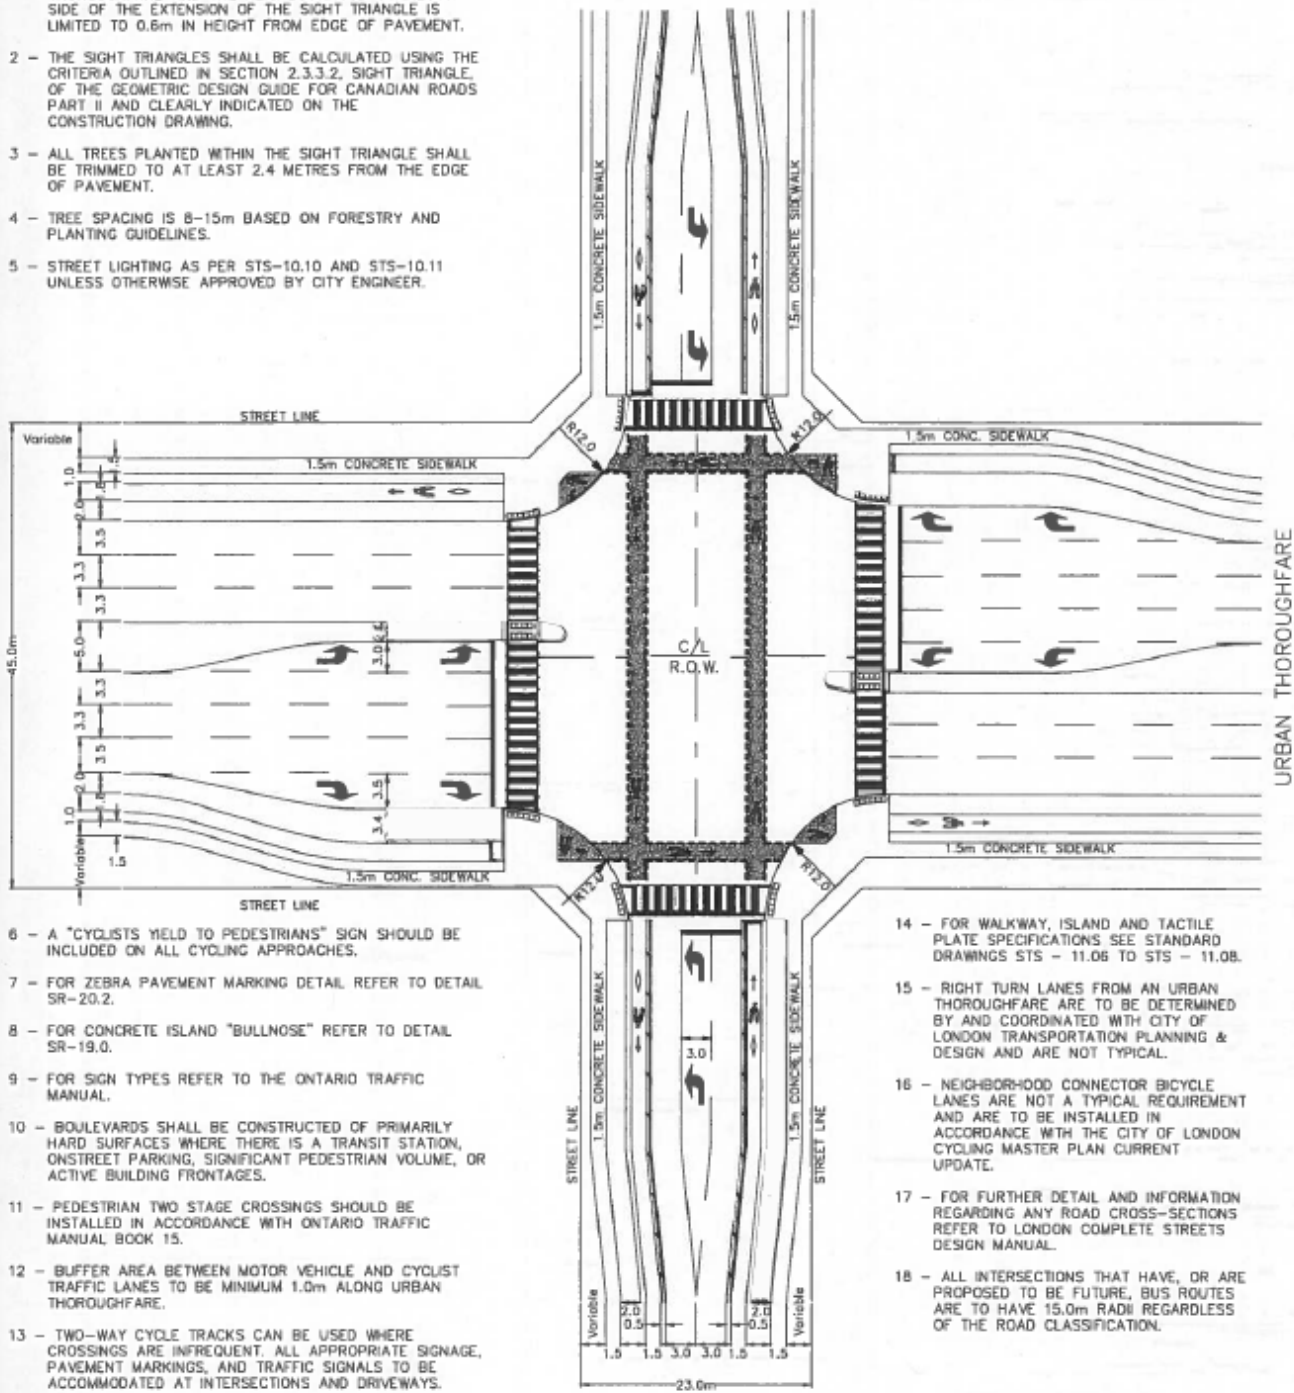 SIDE OF THE EXTENSION OF THE SIGHT TRIANGLE IS
LIMITED TO 0.6m IN HEIGHT FROM EDGE OF PAVEMENT.
2 – THE SIGHT TRIANGLES SHALL BE CALCULATED USING THE
CRITERIA OUTLINED IN SECTION 2.3.3.2, SIGHT TRIANGLE,
OF THE GEOMETRIC DESIGN GUIDE FOR CANADIAN ROADS
PART II AND CLEARLY INDICATED ON THE
CONSTRUCTION DRAWING.
3 – ALL TREES PLANTED WITHIN THE SIGHT TRIANGLE SHALL
BE TRIMMED TO AT LEAST 2.4 METRES FROM THE EDGE
OF PAVEMENT.
4 – TREE SPACING IS 8–15m BASED ON FORESTRY AND
PLANTING GUIDELINES.
5 – STREET LIGHTING AS PER STS–10.10 AND STS–10.11
UNLESS OTHERWISE APPROVED BY CITY ENGINEER.
1.5m CONCRETE SIDEWALK
1.5m CONCRETE SIDEWALK
STREET LINE
Variable
1.5m CONCRETE SIDEWALK
R12.0
R12.0
1.5m CONC. SIDEWALK
1.0
1.5
1.8
2.0
3.5
3.3
3.3
5.0
3.0
3.3
3.3
3.5
2.0
1.8
1.0
Variable
1.5
3.5
3.4
45.0m
C/L
R.O.W.
URBAN THOROUGHFARE
1.5m CONC. SIDEWALK
STREET LINE
R12.0
R12.0
1.5m CONCRETE SIDEWALK
6 – A "CYCLISTS YIELD TO PEDESTRIANS" SIGN SHOULD BE
INCLUDED ON ALL CYCLING APPROACHES.
7 – FOR ZEBRA PAVEMENT MARKING DETAIL REFER TO DETAIL
SR–20.2.
8 – FOR CONCRETE ISLAND "BULLNOSE" REFER TO DETAIL
SR–19.0.
9 – FOR SIGN TYPES REFER TO THE ONTARIO TRAFFIC
MANUAL.
10 – BOULEVARDS SHALL BE CONSTRUCTED OF PRIMARILY
HARD SURFACES WHERE THERE IS A TRANSIT STATION,
ONSTREET PARKING, SIGNIFICANT PEDESTRIAN VOLUME, OR
ACTIVE BUILDING FRONTAGES.
11 – PEDESTRIAN TWO STAGE CROSSINGS SHOULD BE
INSTALLED IN ACCORDANCE WITH ONTARIO TRAFFIC
MANUAL BOOK 15.
12 – BUFFER AREA BETWEEN MOTOR VEHICLE AND CYCLIST
TRAFFIC LANES TO BE MINIMUM 1.0m ALONG URBAN
THOROUGHFARE.
13 – TWO–WAY CYCLE TRACKS CAN BE USED WHERE
CROSSINGS ARE INFREQUENT. ALL APPROPRIATE SIGNAGE,
PAVEMENT MARKINGS, AND TRAFFIC SIGNALS TO BE
ACCOMMODATED AT INTERSECTIONS AND DRIVEWAYS.
STREET LINE
1.5m CONCRETE SIDEWALK
3.0
1.5m CONCRETE SIDEWALK
STREET LINE
Variable
2.0
0.5
2.0
0.5
Variable
1.5 1.5 3.0 3.0 1.5 1.5
23.0m
14 – FOR WALKWAY, ISLAND AND TACTILE
PLATE SPECIFICATIONS SEE STANDARD
DRAWINGS STS – 11.06 TO STS – 11.08.
15 – RIGHT TURN LANES FROM AN URBAN
THOROUGHFARE ARE TO BE DETERMINED
BY AND COORDINATED WITH CITY OF
LONDON TRANSPORTATION PLANNING &
DESIGN AND ARE NOT TYPICAL.
16 – NEIGHBORHOOD CONNECTOR BICYCLE
LANES ARE NOT A TYPICAL REQUIREMENT
AND ARE TO BE INSTALLED IN
ACCORDANCE WITH THE CITY OF LONDON
CYCLING MASTER PLAN CURRENT
UPDATE.
17 – FOR FURTHER DETAIL AND INFORMATION
REGARDING ANY ROAD CROSS–SECTIONS
REFER TO LONDON COMPLETE STREETS
DESIGN MANUAL.
18 – ALL INTERSECTIONS THAT HAVE, OR ARE
PROPOSED TO BE FUTURE, BUS ROUTES
ARE TO HAVE 15.0m RADII REGARDLESS
OF THE ROAD CLASSIFICATION.